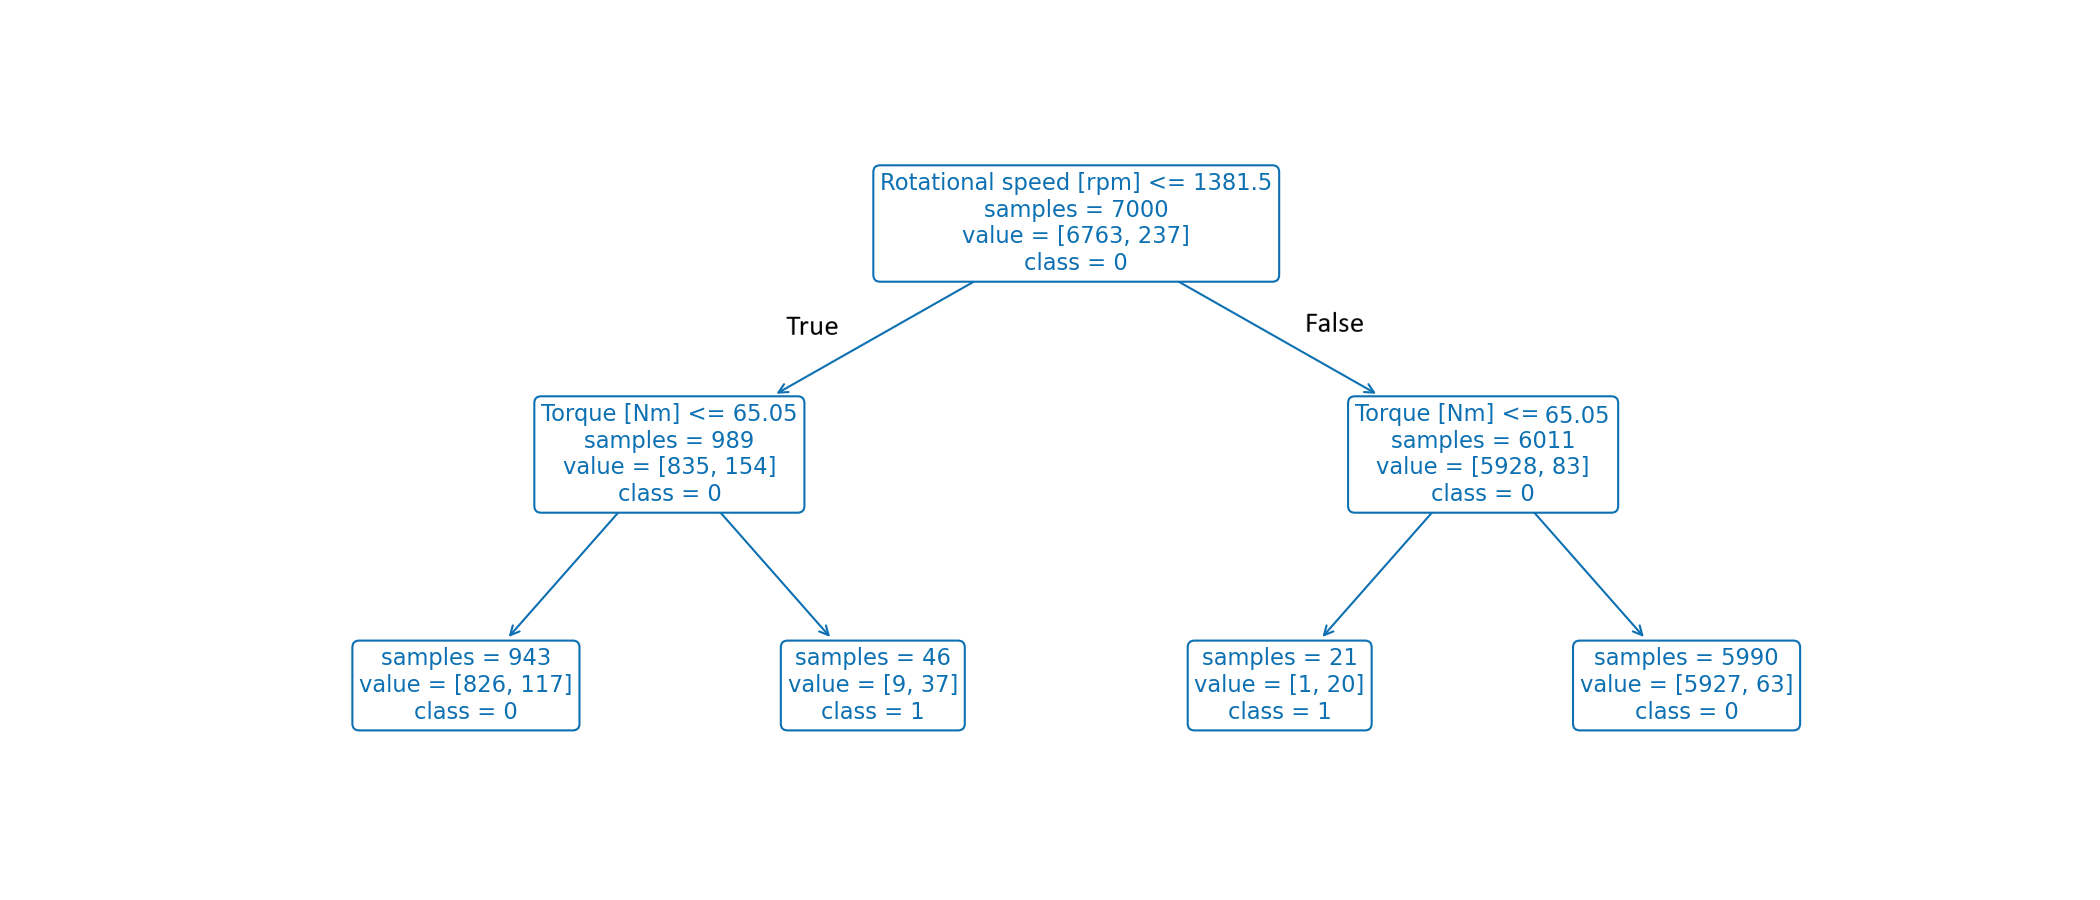 Rotational speed [rpm] <= 1381.5
samples = 7000
value = [6763, 237]
class = 0
True
False
Torque [Nm] <= 65.05
samples = 989
value = [835, 154]
class = 0
Torque [Nm] <= 65.05
samples = 6011
value = [5928, 83]
class = 0
samples = 943
value = [826, 117]
class = 0
samples = 46
value = [9, 37]
class = 1
samples = 21
value = [1, 20]
class = 1
samples = 5990
value = [5927, 63]
class = 0